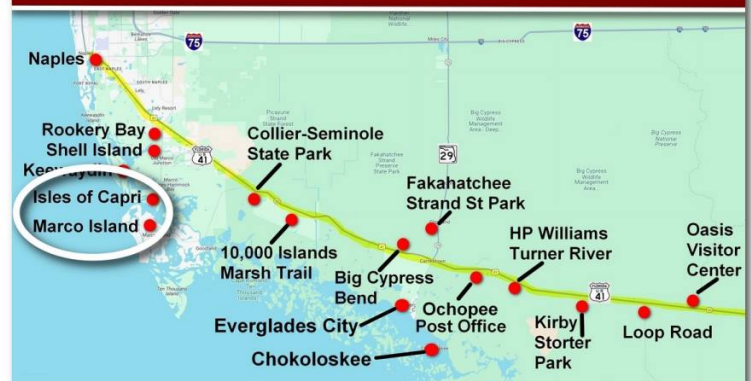 75
75
Naples
Rookery Bay
Shell Island
Keewaydin
Isles of Capri
Marco Island
41
Collier-Seminole
State Park
29
Fakahatchee
Strand St Park
10,000 Islands
Marsh Trail
HP Williams
Turner River
Oasis
Visitor
Center
Big Cypress
Bend
Ochopee
Post Office
41
Everglades City
Kirby
Storter
Park
Loop Road
Chokoloskee